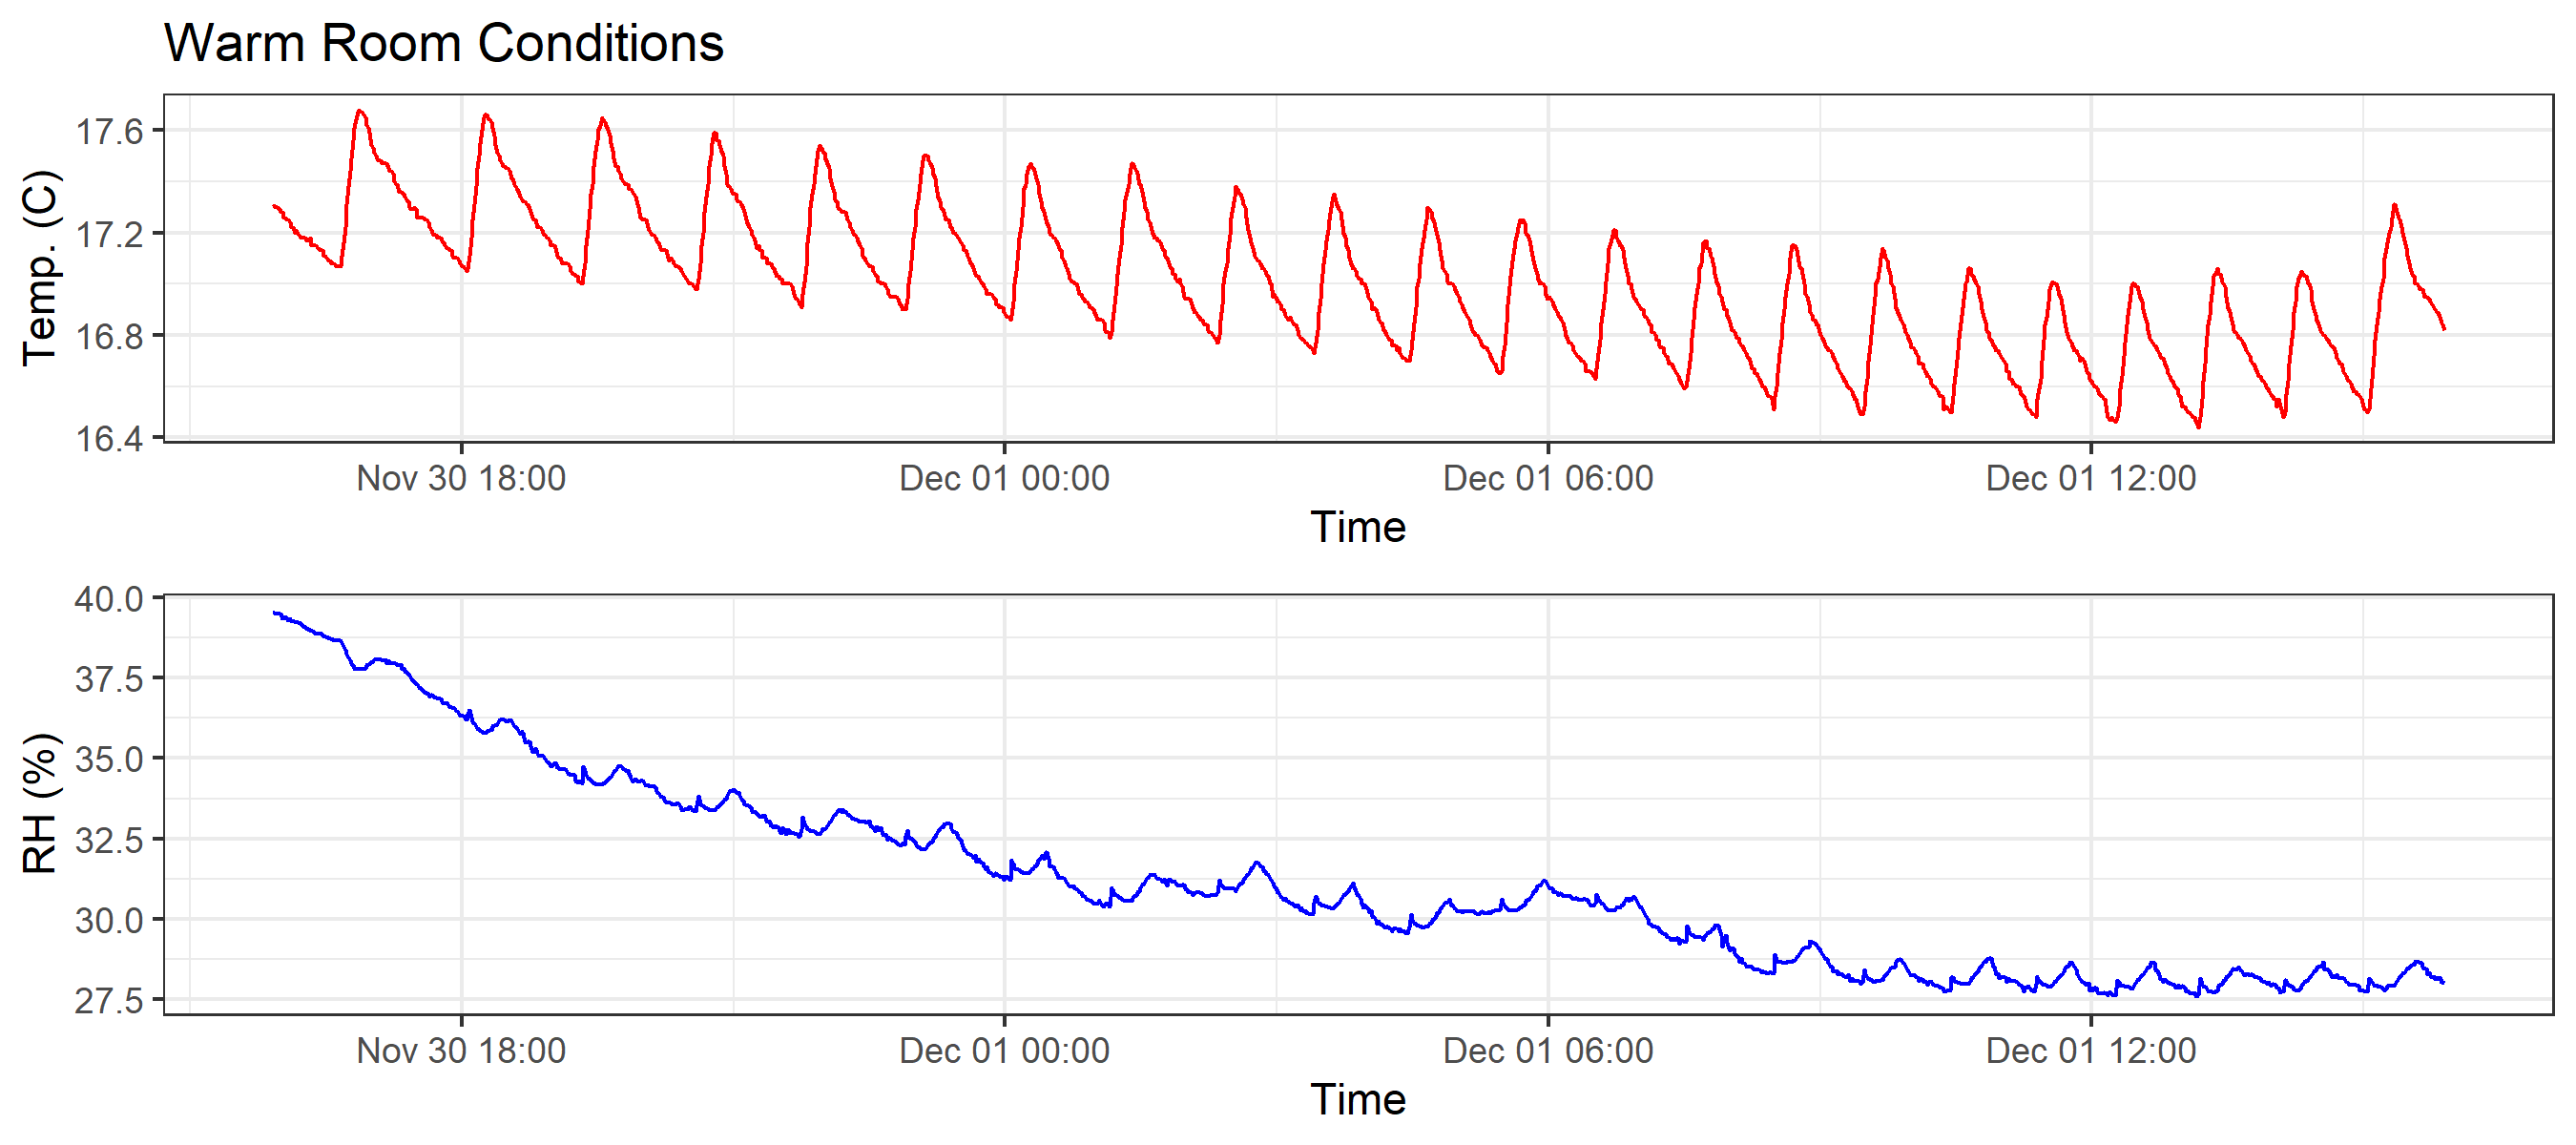 Warm Room Conditions
Temp. (C)
17.6
17.2
16.8
16.4
Nov 30 18:00 Dec 01 00:00 Dec 01 06:00 Dec 01 12:00
Time
RH (%)
40.0
37.5
35.0
32.5
30.0
27.5
Nov 30 18:00 Dec 01 00:00 Dec 01 06:00 Dec 01 12:00
Time